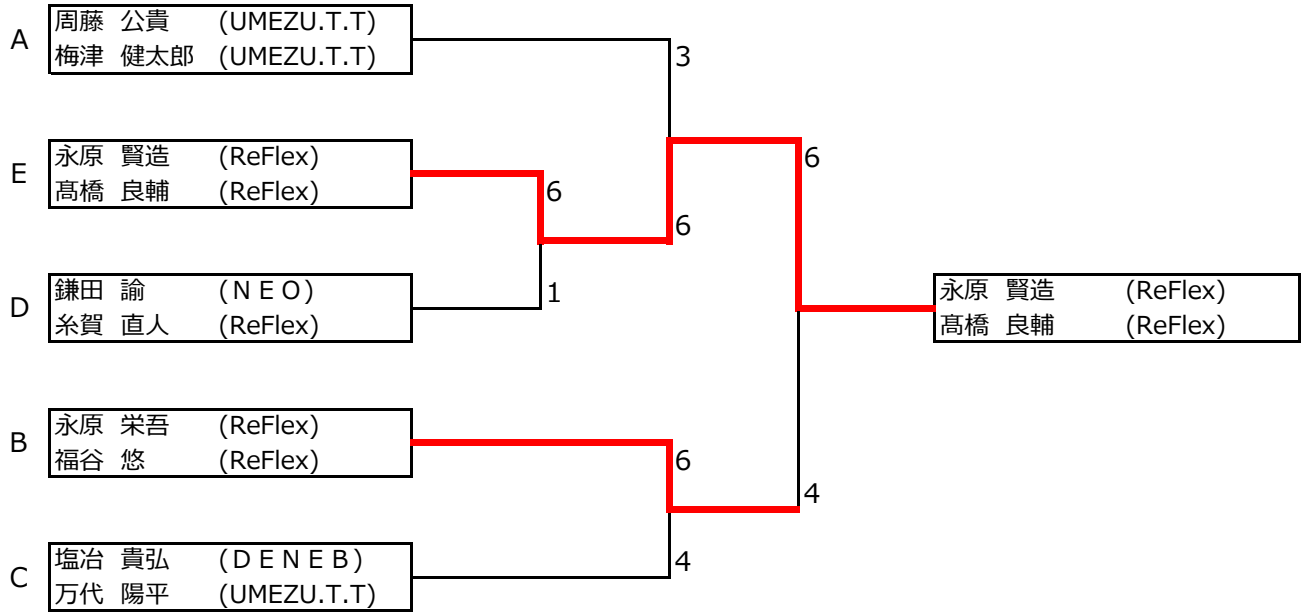 A
周藤 公貴 (UMEZU.T.T)
梅津 健太郎 (UMEZU.T.T)
3
E
永原 賢造 (ReFlex)
髙橋 良輔 (ReFlex)
6
6
6
D
鎌田 諭 (ＮＥＯ)
糸賀 直人 (ReFlex)
1
永原 賢造 (ReFlex)
髙橋 良輔 (ReFlex)
B
永原 栄吾 (ReFlex)
福谷 悠 (ReFlex)
6
4
C
塩冶 貴弘 (ＤＥＮＥＢ)
万代 陽平 (UMEZU.T.T)
4